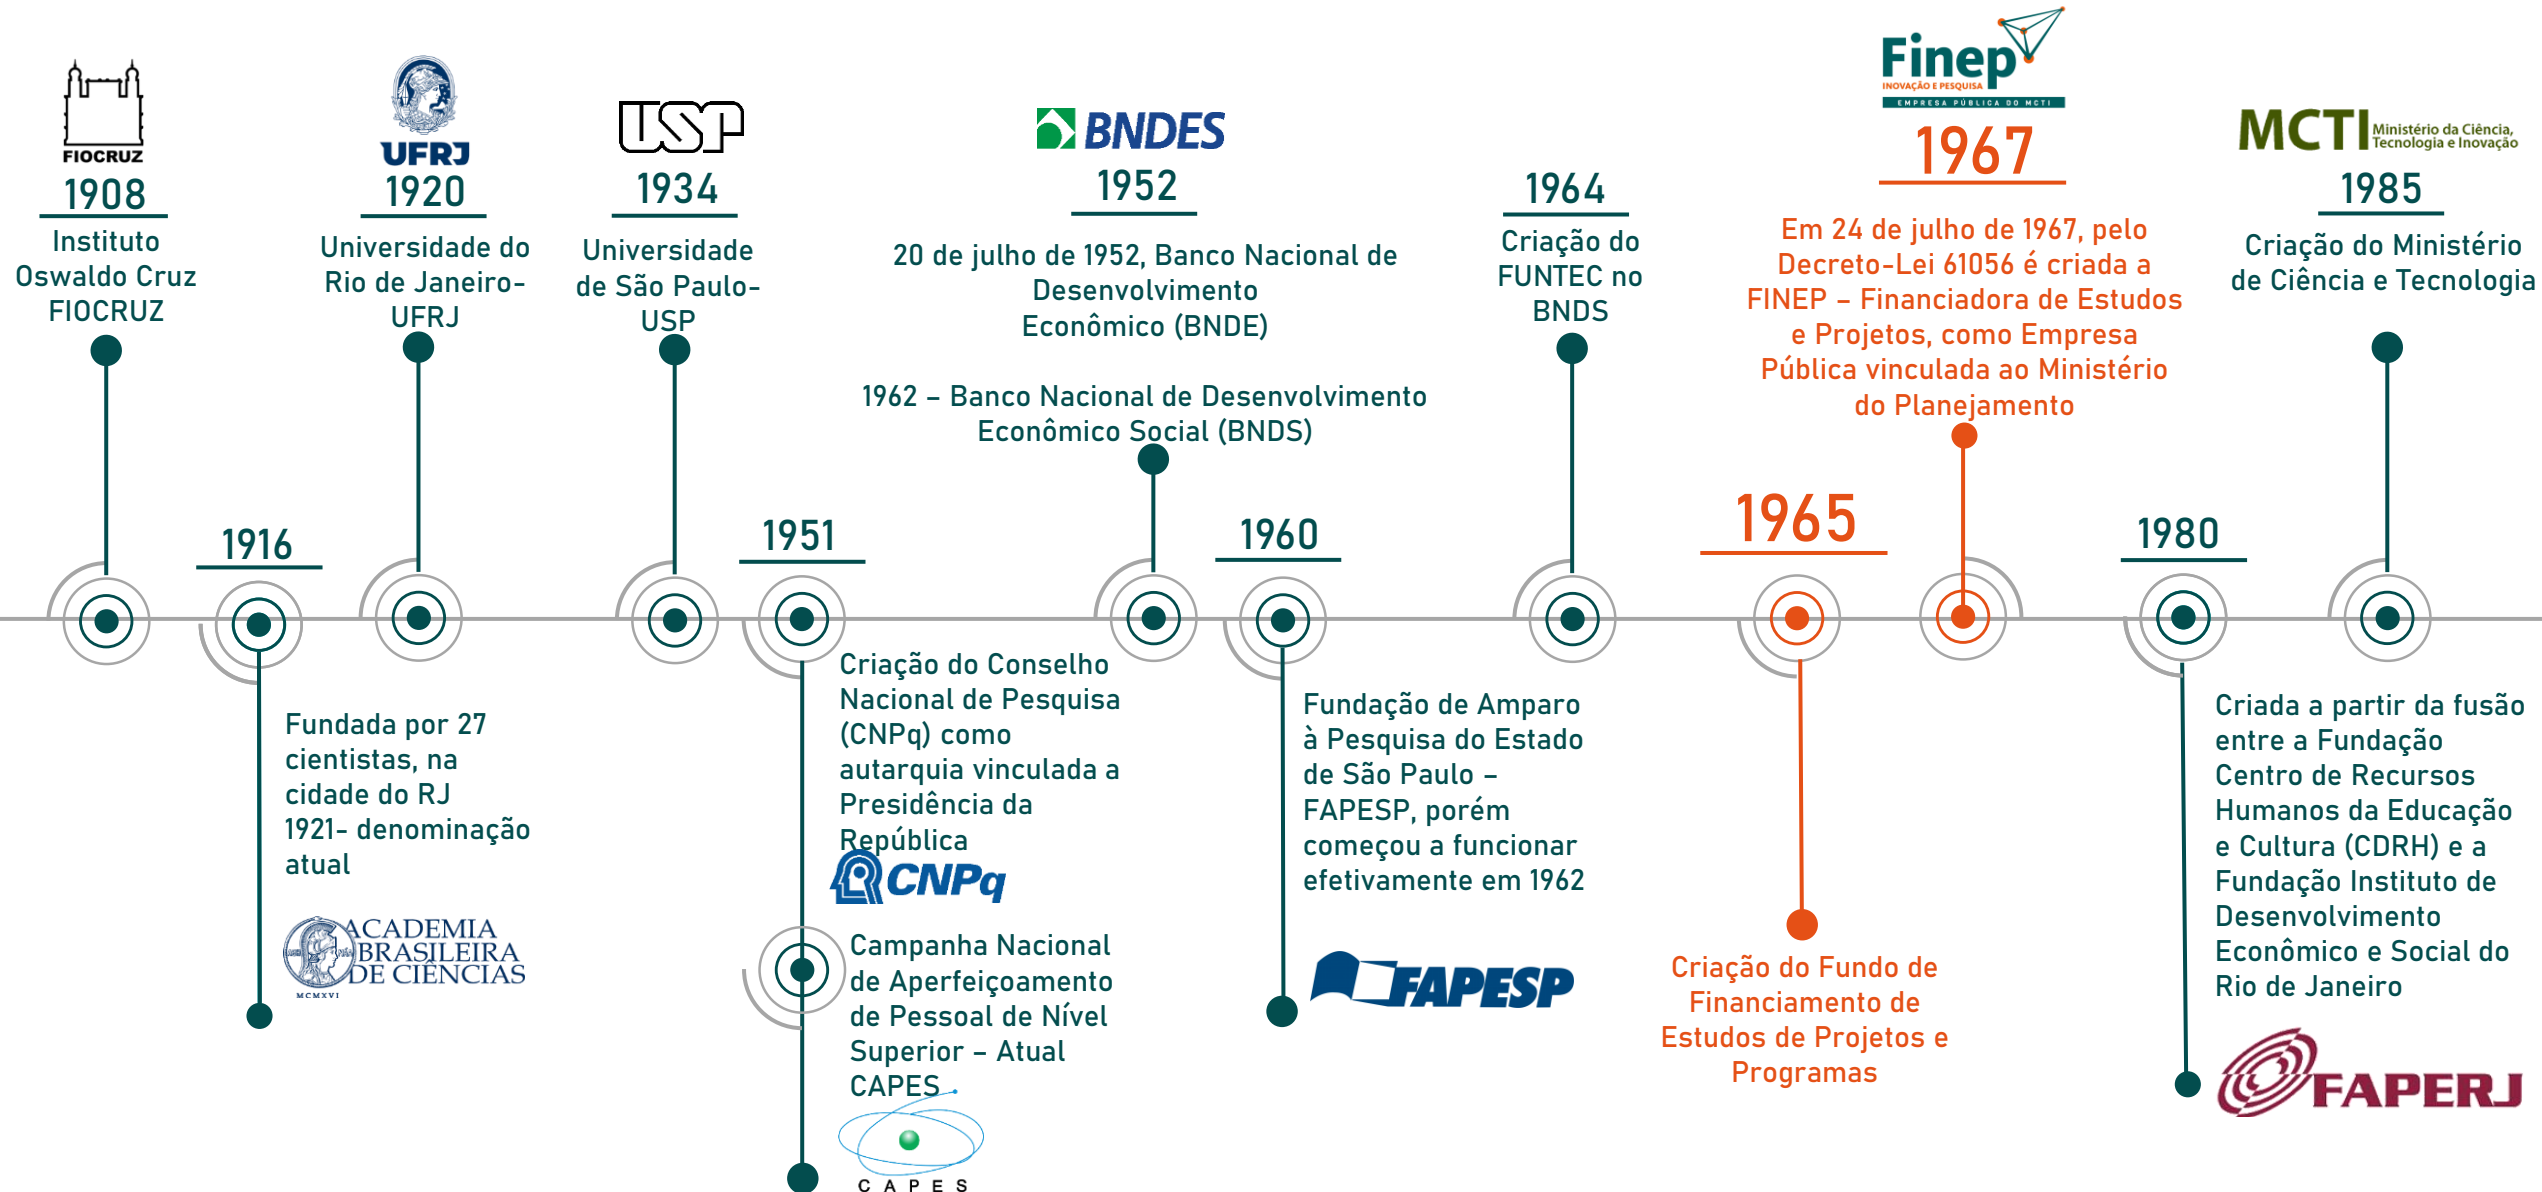 FIOCRUZ
1908
Instituto
Oswaldo Cruz
FIOCRUZ
1916
Fundada por 27
cientistas, na
cidade do RJ
1921- denominação
atual
ACADEMIA
BRASILEIRA
DE CIÊNCIAS
MCMXVI
UFRJ
1920
Universidade do
Rio de Janeiro-
UFRJ
USP
1934
Universidade
de São Paulo-
USP
1951
Criação do Conselho
Nacional de Pesquisa
(CNPq) como
autarquia vinculada a
Presidência da
República
CNPq
Campanha Nacional
de Aperfeiçoamento
de Pessoal de Nível
Superior – Atual
CAPES
CAPES
BNDES
1952
20 de julho de 1952, Banco Nacional de
Desenvolvimento
Econômico (BNDE)
1962 – Banco Nacional de Desenvolvimento
Econômico Social (BNDS)
1960
Fundação de Amparo
à Pesquisa do Estado
de São Paulo –
FAPESP, porém
começou a funcionar
efetivamente em 1962
FAPESP
1964
Criação do
FUNTEC no
BNDS
1965
Criação do Fundo de
Financiamento de
Estudos de Projetos e
Programas
Finep
INOVAÇÃO E PESQUISA
EMPRESA PÚBLICA DO MCTI
1967
Em 24 de julho de 1967, pelo
Decreto-Lei 61056 é criada a
FINEP – Financiadora de Estudos
e Projetos, como Empresa
Pública vinculada ao Ministério
do Planejamento
1980
Criada a partir da fusão
entre a Fundação
Centro de Recursos
Humanos da Educação
e Cultura (CDRH) e a
Fundação Instituto de
Desenvolvimento
Econômico e Social do
Rio de Janeiro
FAPERJ
MCTI Ministério da Ciência,
Tecnologia e Inovação
1985
Criação do Ministério
de Ciência e Tecnologia